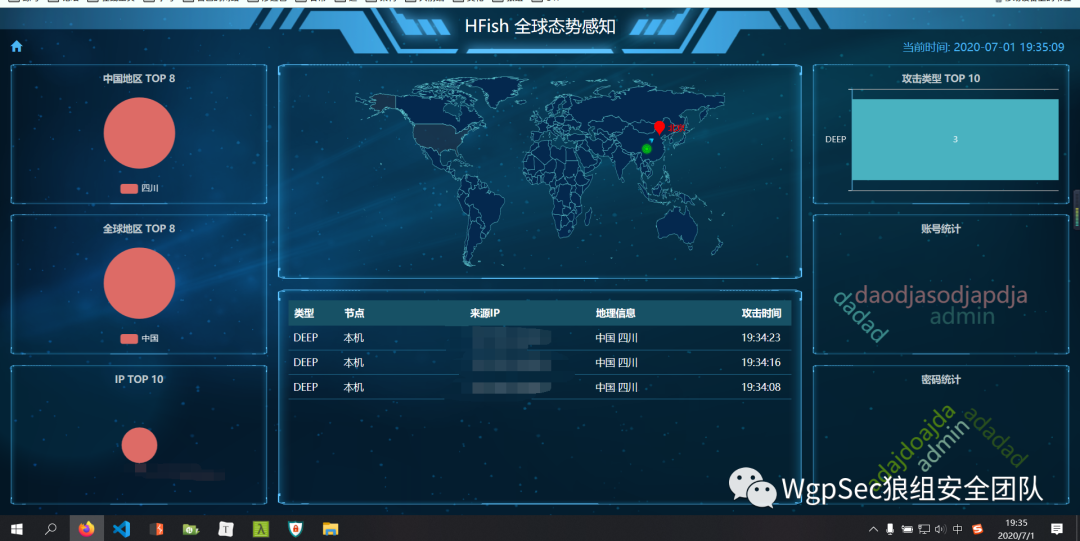 HFish 全球态势感知
当前时间: 2020-07-01 19:35:09
中国地区 TOP 8
四川
全球地区 TOP 8
中国
IP TOP 10
类型 节点 来源IP 地理信息 攻击时间
DEEP 本机 中国 四川 19:34:23
DEEP 本机 中国 四川 19:34:16
DEEP 本机 中国 四川 19:34:08
攻击类型 TOP 10
DEEP 3
账号统计
daodjasodjapdja
dadad
admin
密码统计
adajdoajda
admin
adadad
WgpSec狼组安全团队
中
19:35
2020/7/1